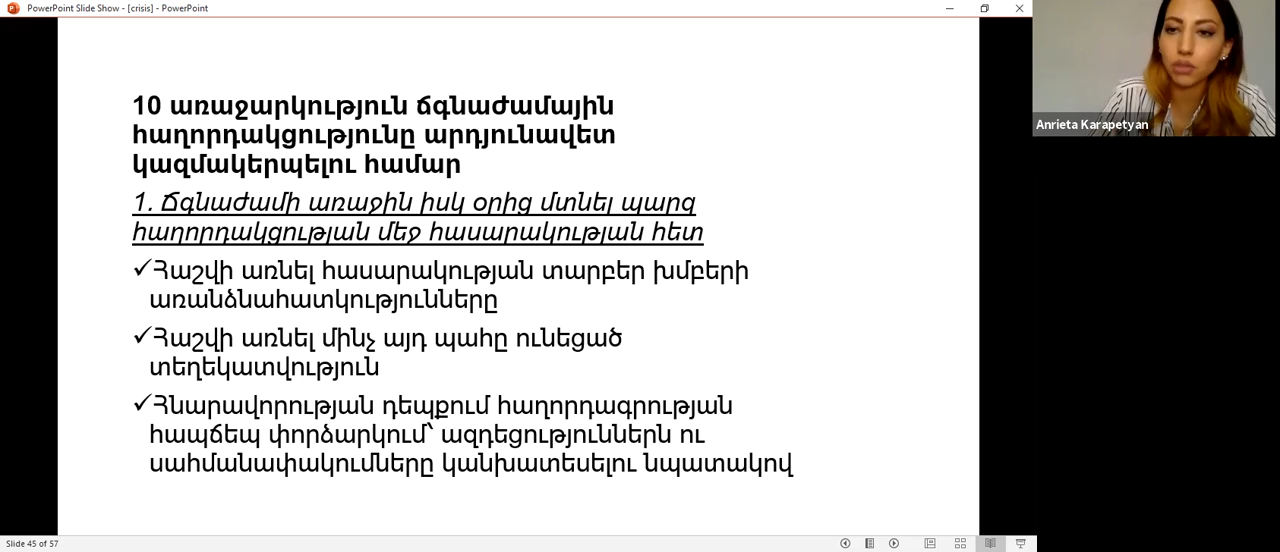 PowerPoint Slide Show - [crisis] - PowerPoint
Anrieta Karapetyan
10 առաջարկություն ճգնաժամային
հաղորդակցությունը արդյունավետ
կազմակերպելու համար
1. Ճգնաժամի առաջին իսկ օրից մտնել պարզ
հաղորդակցության մեջ հասարակության հետ
✓Հաշվի առնել հասարակության տարբեր խմբերի
առանձնահատկությունները
✓Հաշվի առնել մինչ այդ պահը ունեցած
տեղեկատվություն
✓Հնարավորության դեպքում հաղորդագրության
հապճեպ փորձարկում՝ ազդեցություններն ու
սահմանափակումները կանխատեսելու նպատակով
Slide 45 of 57